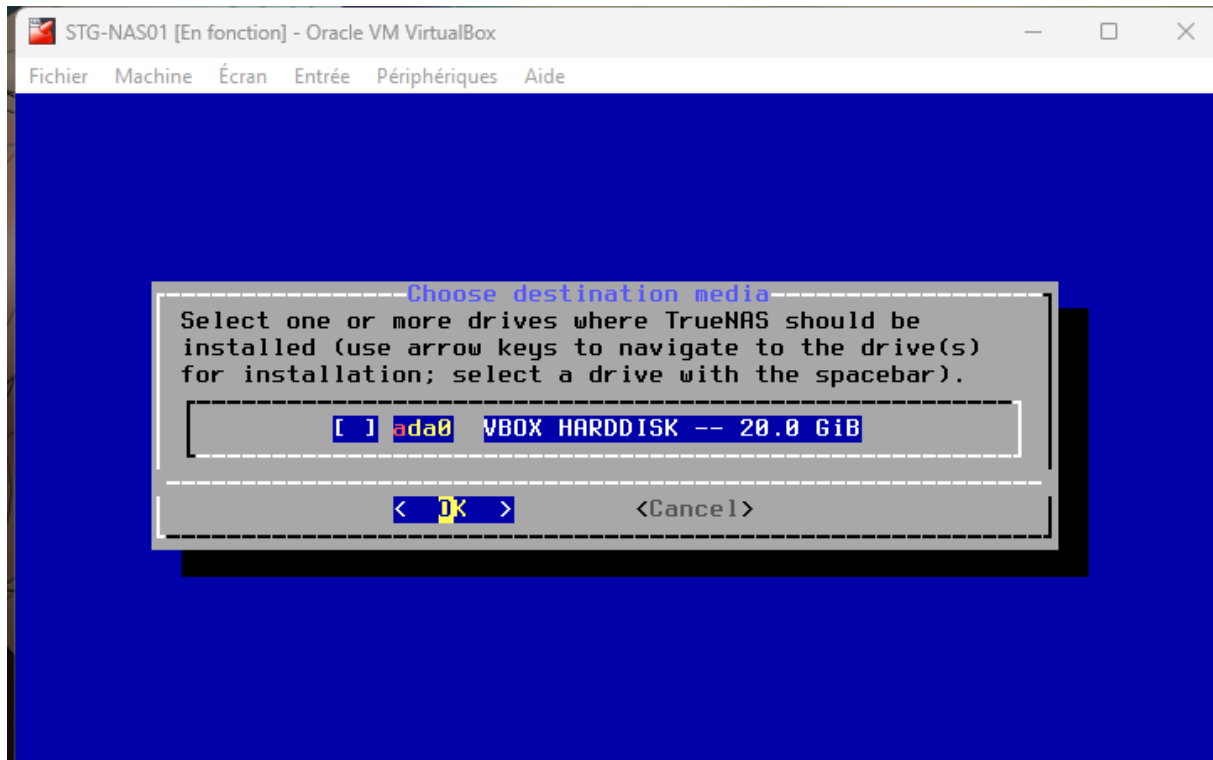 STG-NAS01 [En fonction] - Oracle VM VirtualBox
Fichier Machine Écran Entrée Périphériques Aide
Choose destination media
Select one or more drives where TrueNAS should be
installed (use arrow keys to navigate to the drive(s)
for installation; select a drive with the spacebar).
[ ] ada0 VBOX HARDDISK -- 20.0 GiB
< OK > <Cancel>